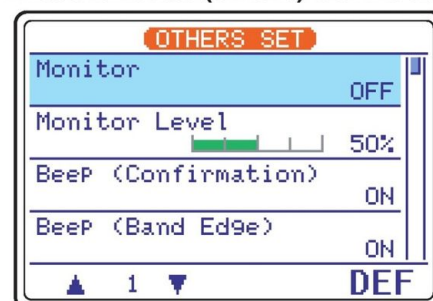 OTHERS SET
Monitor
OFF
Monitor Level
50%
Beep (Confirmation)
ON
Beep (Band Edge)
ON
▲ 1 ▼ DEF